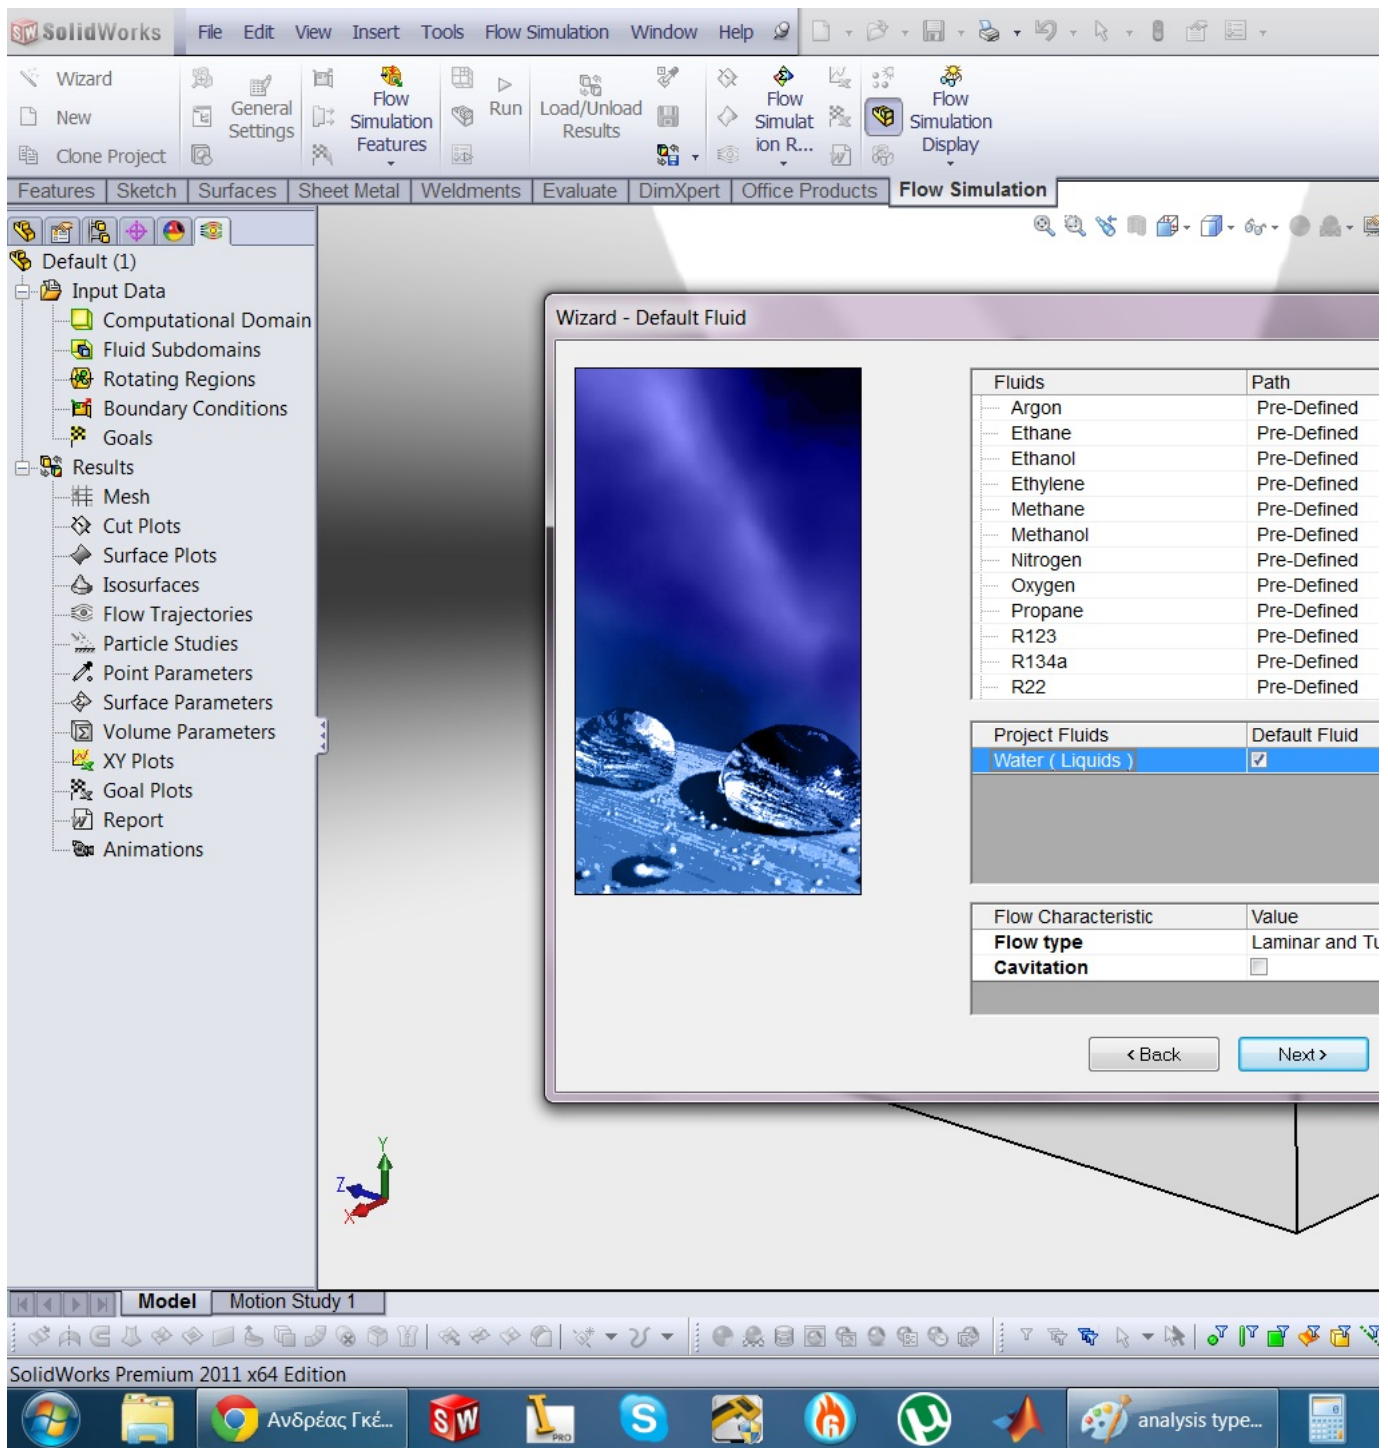 SolidWorks File Edit View Insert Tools Flow Simulation Window Help
Wizard
New
Clone Project
General
Settings
Flow
Simulation
Features
Run
Load/Unload
Results
Flow
Simulat
ion R...
Flow
Simulation
Display
Features Sketch Surfaces Sheet Metal Weldments Evaluate DimXpert Office Products Flow Simulation
Default (1)
Input Data
Computational Domain
Fluid Subdomains
Rotating Regions
Boundary Conditions
Goals
Results
Mesh
Cut Plots
Surface Plots
Isosurfaces
Flow Trajectories
Particle Studies
Point Parameters
Surface Parameters
Volume Parameters
XY Plots
Goal Plots
Report
Animations
Wizard - Default Fluid
Fluids Path
Argon Pre-Defined
Ethane Pre-Defined
Ethanol Pre-Defined
Ethylene Pre-Defined
Methane Pre-Defined
Methanol Pre-Defined
Nitrogen Pre-Defined
Oxygen Pre-Defined
Propane Pre-Defined
R123 Pre-Defined
R134a Pre-Defined
R22 Pre-Defined
Project Fluids Default Fluid
Water ( Liquids )
Flow Characteristic Value
Flow type Laminar and Tu
Cavitation
< Back Next >
Y
Z
X
Model Motion Study 1
SolidWorks Premium 2011 x64 Edition
Ανδρέας Γκέ... SW PRO S analysis type...